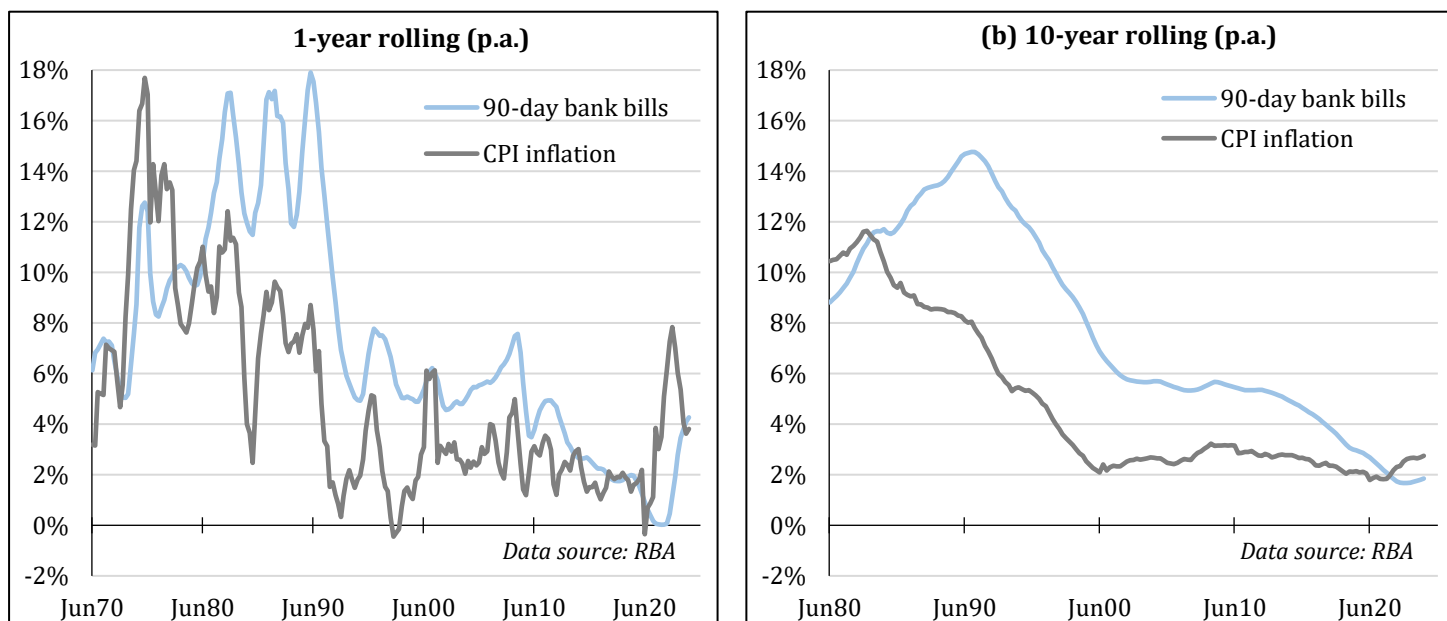 1-year rolling (p.a.)
18%
16%
14%
12%
10%
8%
6%
4%
2%
0%
-2%
90-day bank bills
CPI inflation
Data source: RBA
Jun70 Jun80 Jun90 Jun00 Jun10 Jun20
(b) 10-year rolling (p.a.)
18%
16%
14%
12%
10%
8%
6%
4%
2%
0%
-2%
90-day bank bills
CPI inflation
Data source: RBA
Jun80 Jun90 Jun00 Jun10 Jun20